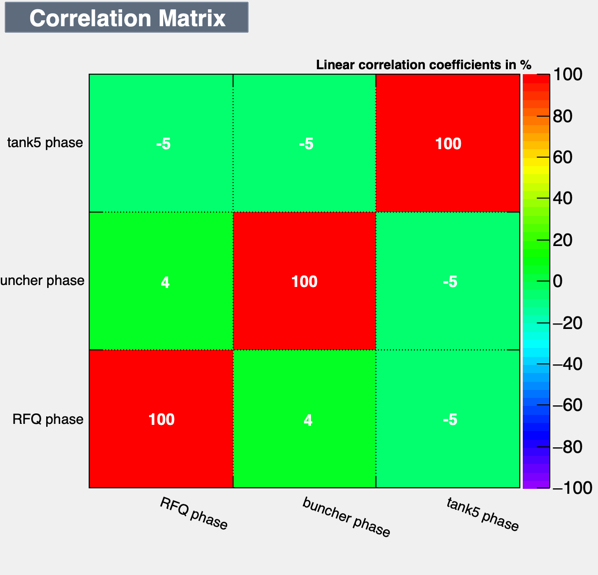 Correlation Matrix
Linear correlation coefficients in %
100
80
60
40
20
0
−20
−40
−60
−80
−100
tank5 phase
-5
-5
100
uncher phase
4
100
-5
RFQ phase
100
4
-5
RFQ phase
buncher phase
tank5 phase